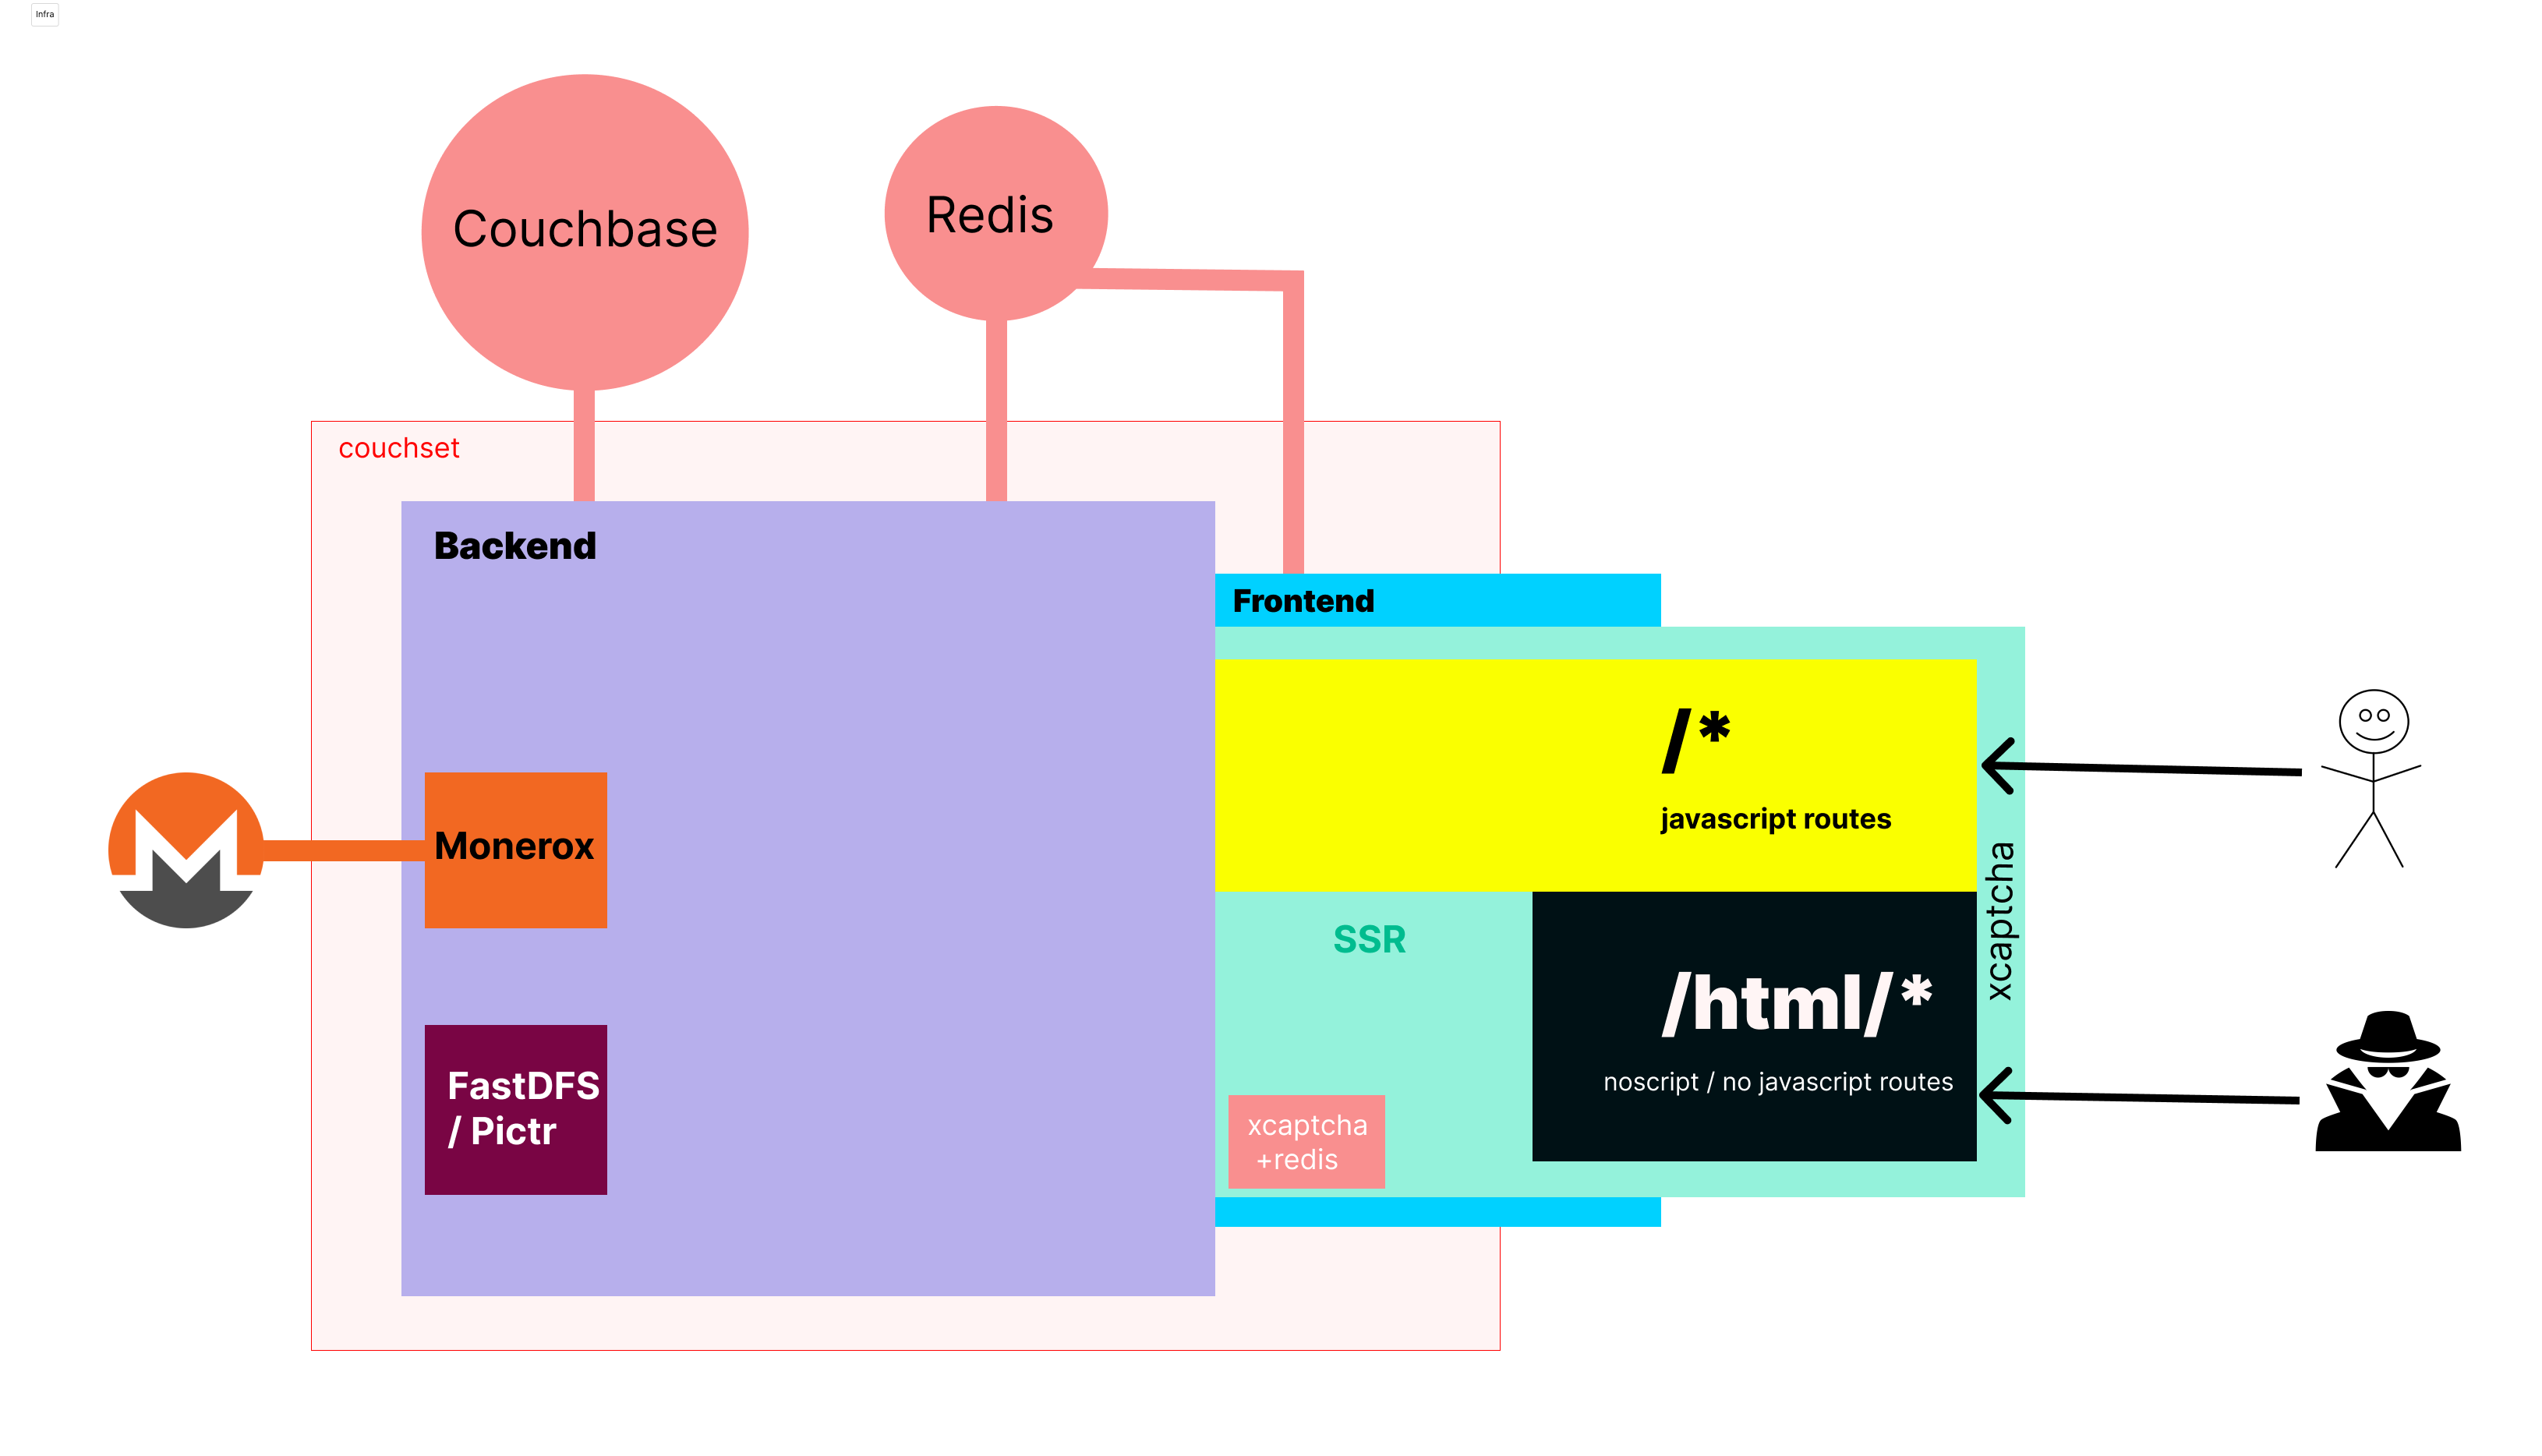 Infra
Couchbase
Redis
couchset
Backend
Frontend
/*
javascript routes
Monerox
xcaptcha
SSR
/html/*
noscript / no javascript routes
FastDFS
/ Pictr
xcaptcha
+redis